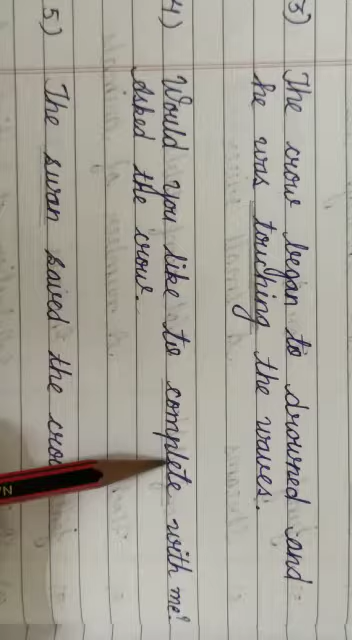 3) The crow began to drowned and
he was touching the waves.
4) Would you like to complete with me!
asked the crow.
5) The swan saved the